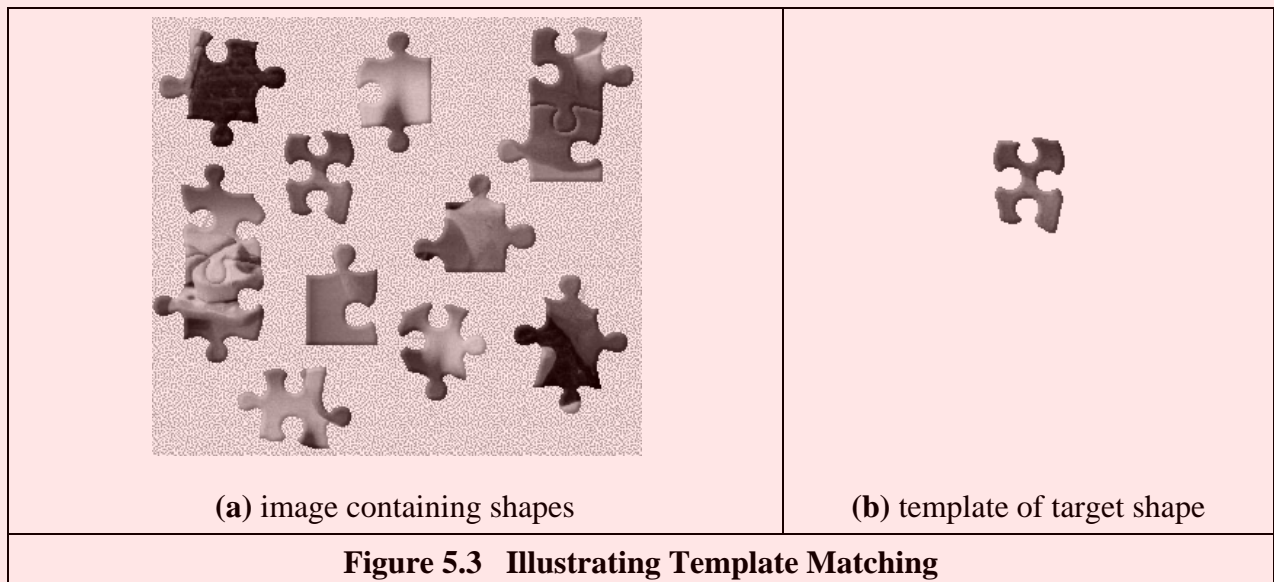 (a) image containing shapes
(b) template of target shape
Figure 5.3 Illustrating Template Matching